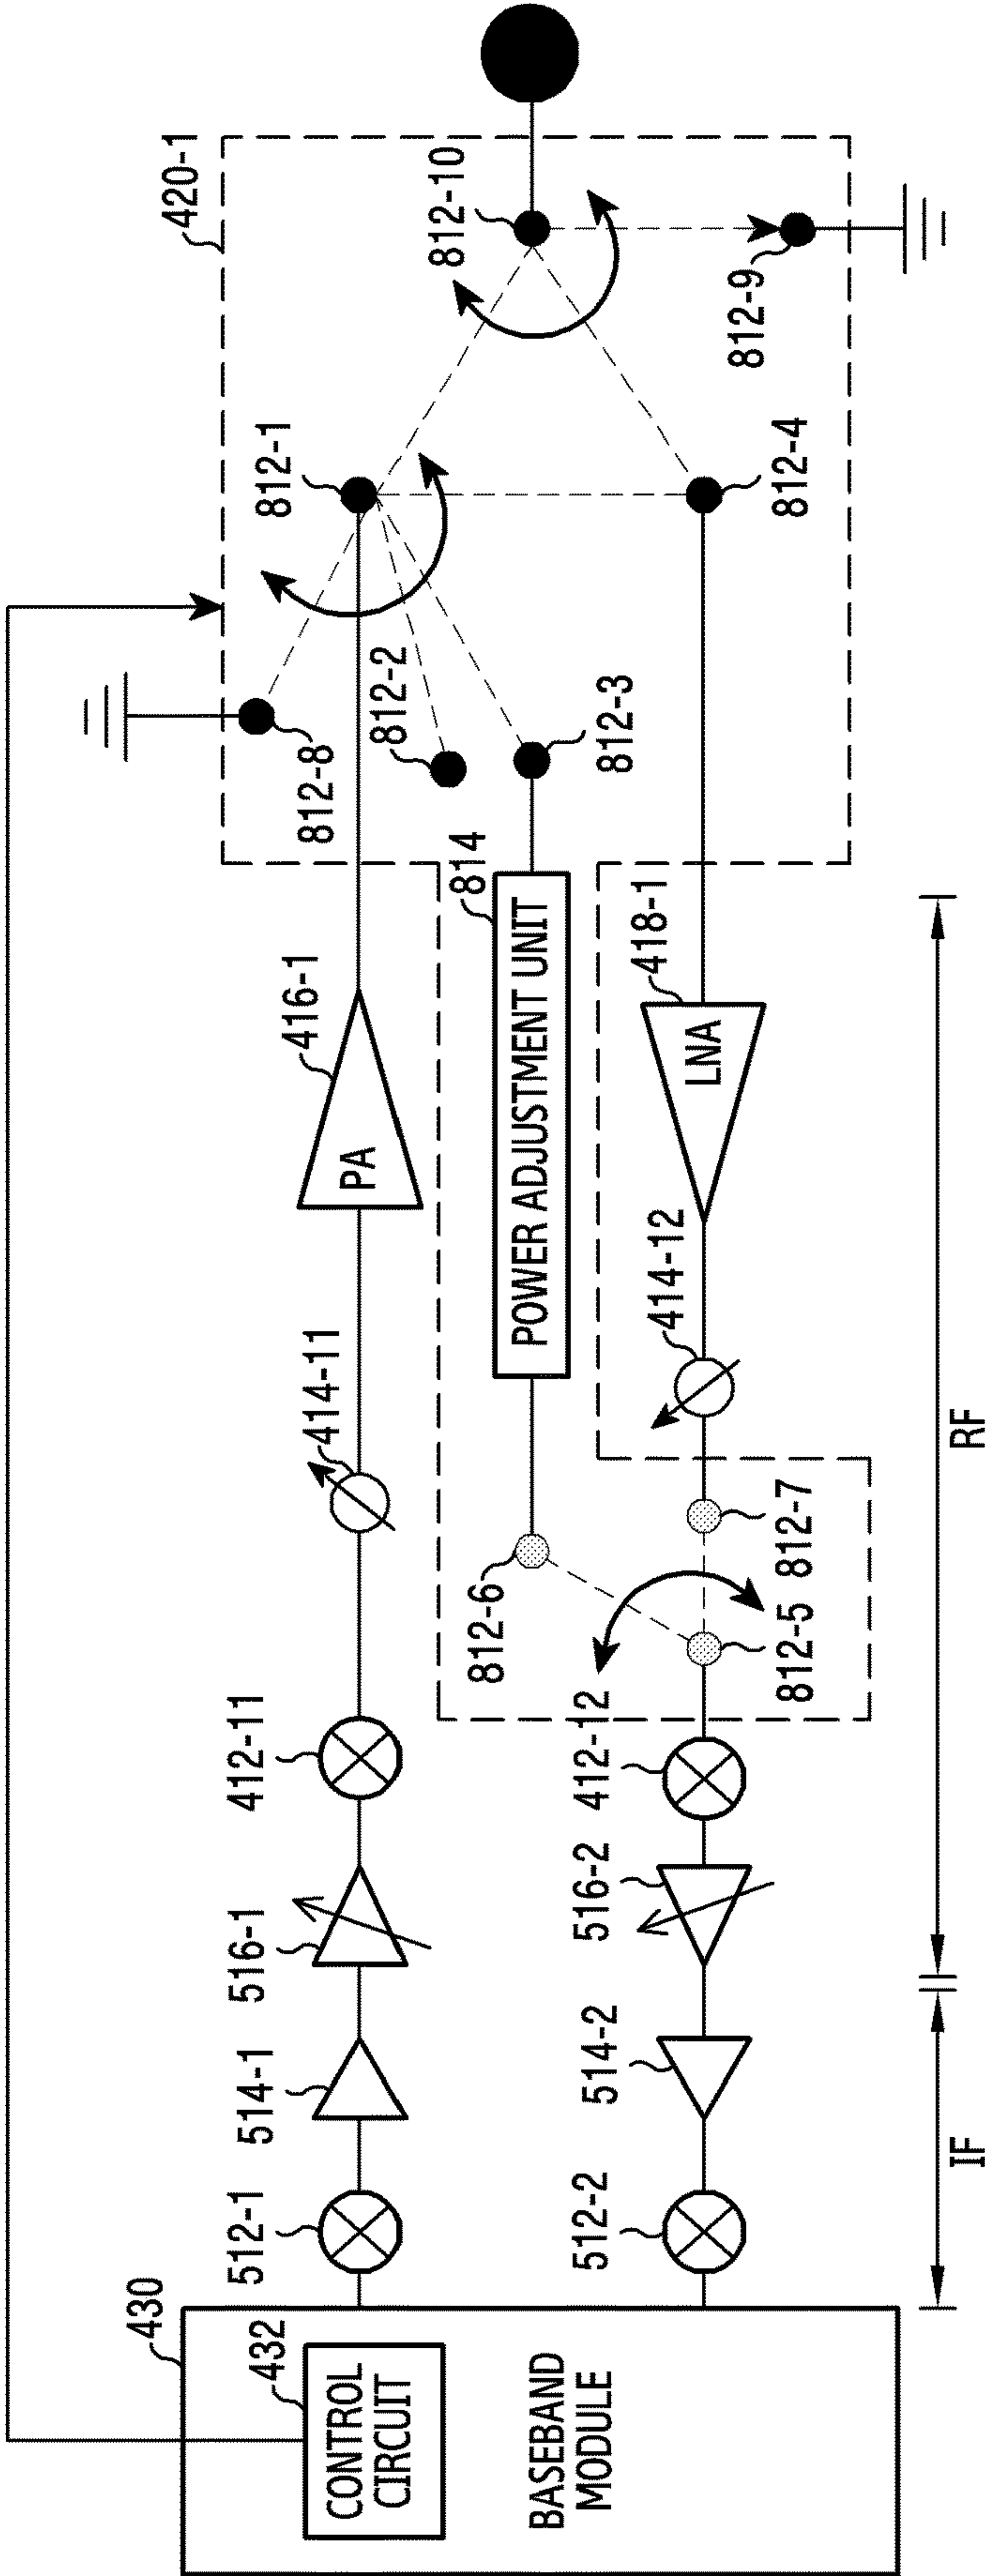 430
432
CONTROL
CIRCUIT
BASEBAND
MODULE
512-1
514-1
516-1
412-11
414-11
416-1
PA
420-1
812-8
812-1
812-2
812-3
812-10
812-9
812-4
814
POWER ADJUSTMENT UNIT
812-6
812-5
812-7
512-2
514-2
516-2
412-12
414-12
418-1
LNA
IF
RF